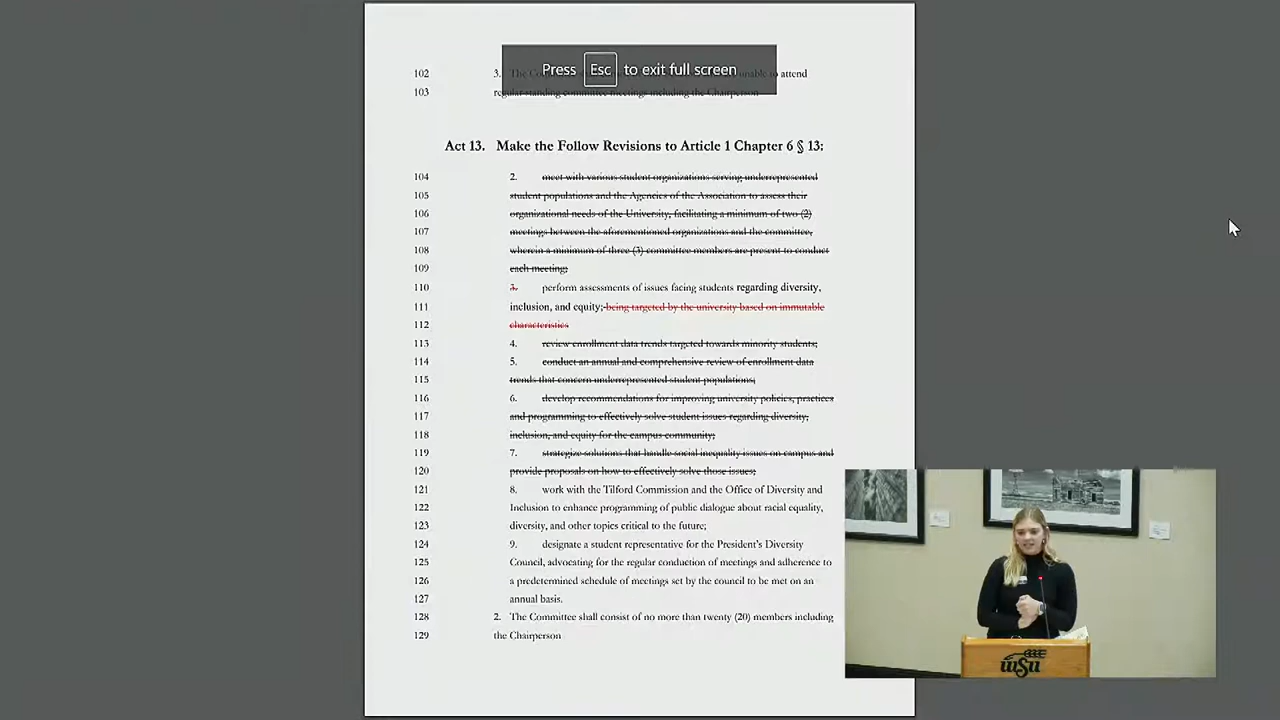 102 3. The Co unable to attend
103 regular standing committee meetings including the Chairperson
Press Esc to exit full screen
Act 13. Make the Follow Revisions to Article 1 Chapter 6 § 13:
104 2. meet with various student organizations serving underrepresented
105 student populations and the Agencies of the Association to assess their
106 organizational needs of the University, facilitating a minimum of two (2)
107 meetings between the aforementioned organizations and the committee,
108 wherein a minimum of three (3) committee members are present to conduct
109 each meeting;
110 3. perform assessments of issues facing students regarding diversity,
111 inclusion, and equity; being targeted by the university based on immutable
112 characteristics
113 4. review enrollment data trends targeted towards minority students;
114 5. conduct an annual and comprehensive review of enrollment data
115 trends that concern underrepresented student populations;
116 6. develop recommendations for improving university policies, practices
117 and programming to effectively solve student issues regarding diversity,
118 inclusion, and equity for the campus community;
119 7. strategize solutions that handle social inequality issues on campus and
120 provide proposals on how to effectively solve those issues;
121 8. work with the Tilford Commission and the Office of Diversity and
122 Inclusion to enhance programming of public dialogue about racial equality,
123 diversity, and other topics critical to the future;
124 9. designate a student representative for the President's Diversity
125 Council, advocating for the regular conduction of meetings and adherence to
126 a predetermined schedule of meetings set by the council to be met on an
127 annual basis.
128 2. The Committee shall consist of no more than twenty (20) members including
129 the Chairperson
WSU